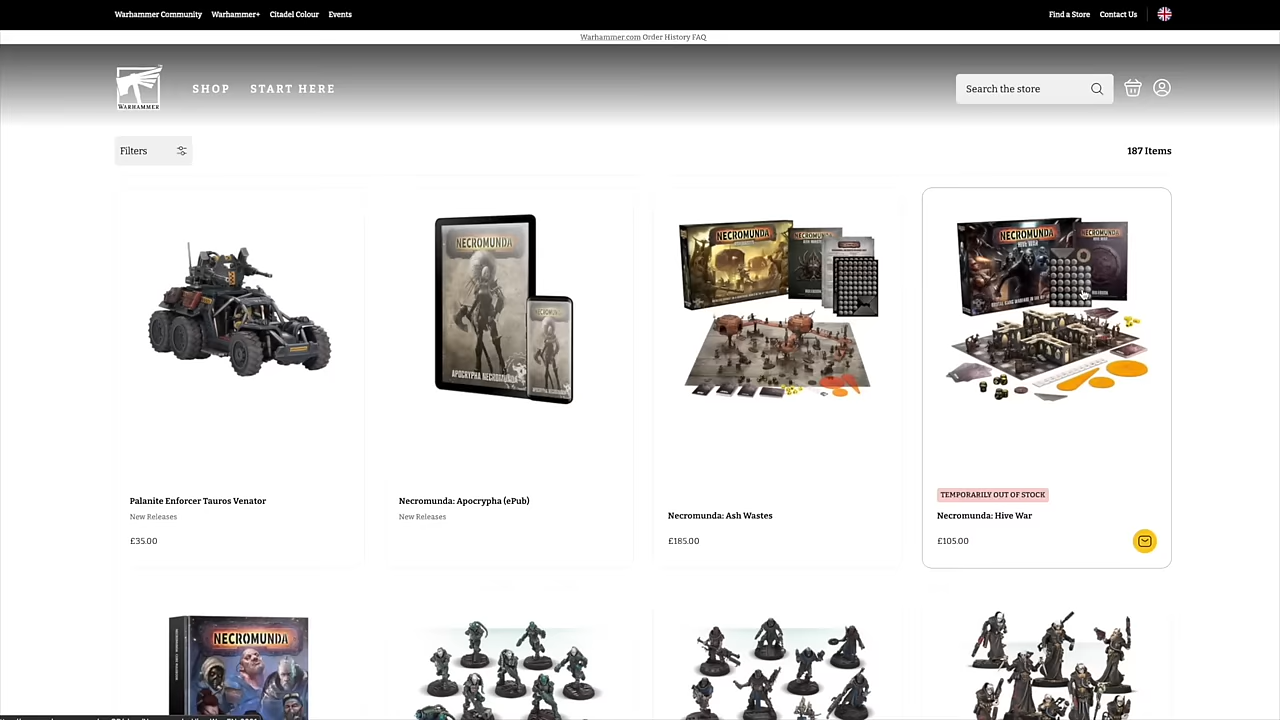 Warhammer Community Warhammer+ Citadel Colour Events Find a Store Contact Us
Warhammer.com Order History FAQ
WARHAMMER
SHOP START HERE
Search the store
Filters
187 Items
NECROMUNDA
APOCRYPHA NECROMUNDA
NECROMUNDA
NECROMUNDA
NECROMUNDA
NECROMUNDA
Palanite Enforcer Tauros Venator
New Releases
£35.00
Necromunda: Apocrypha (ePub)
New Releases
Necromunda: Ash Wastes
£185.00
TEMPORARILY OUT OF STOCK
Necromunda: Hive War
£105.00
NECROMUNDA